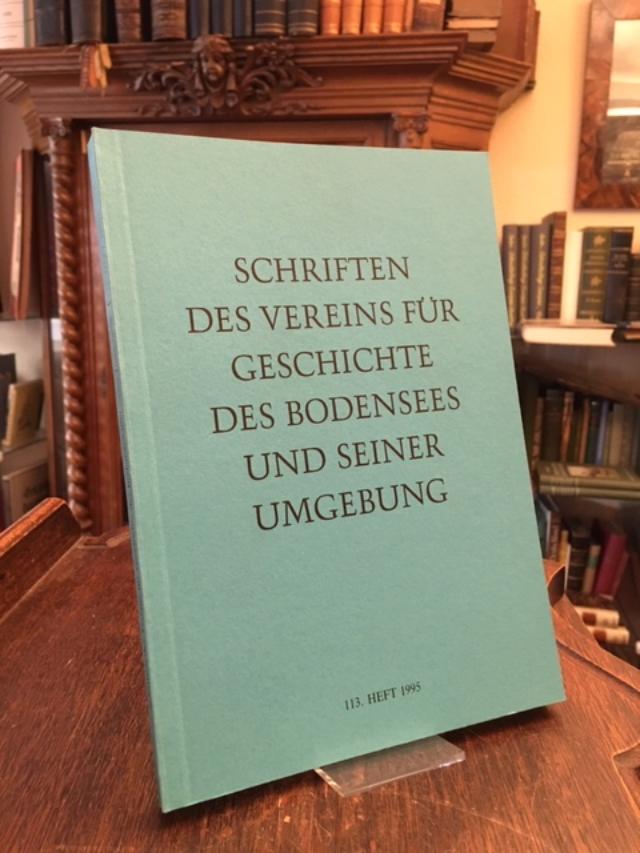 SCHRIFTEN
DES VEREINS FÜR
GESCHICHTE
DES BODENSEES
UND SEINER
UMGEBUNG
113. HEFT 1995